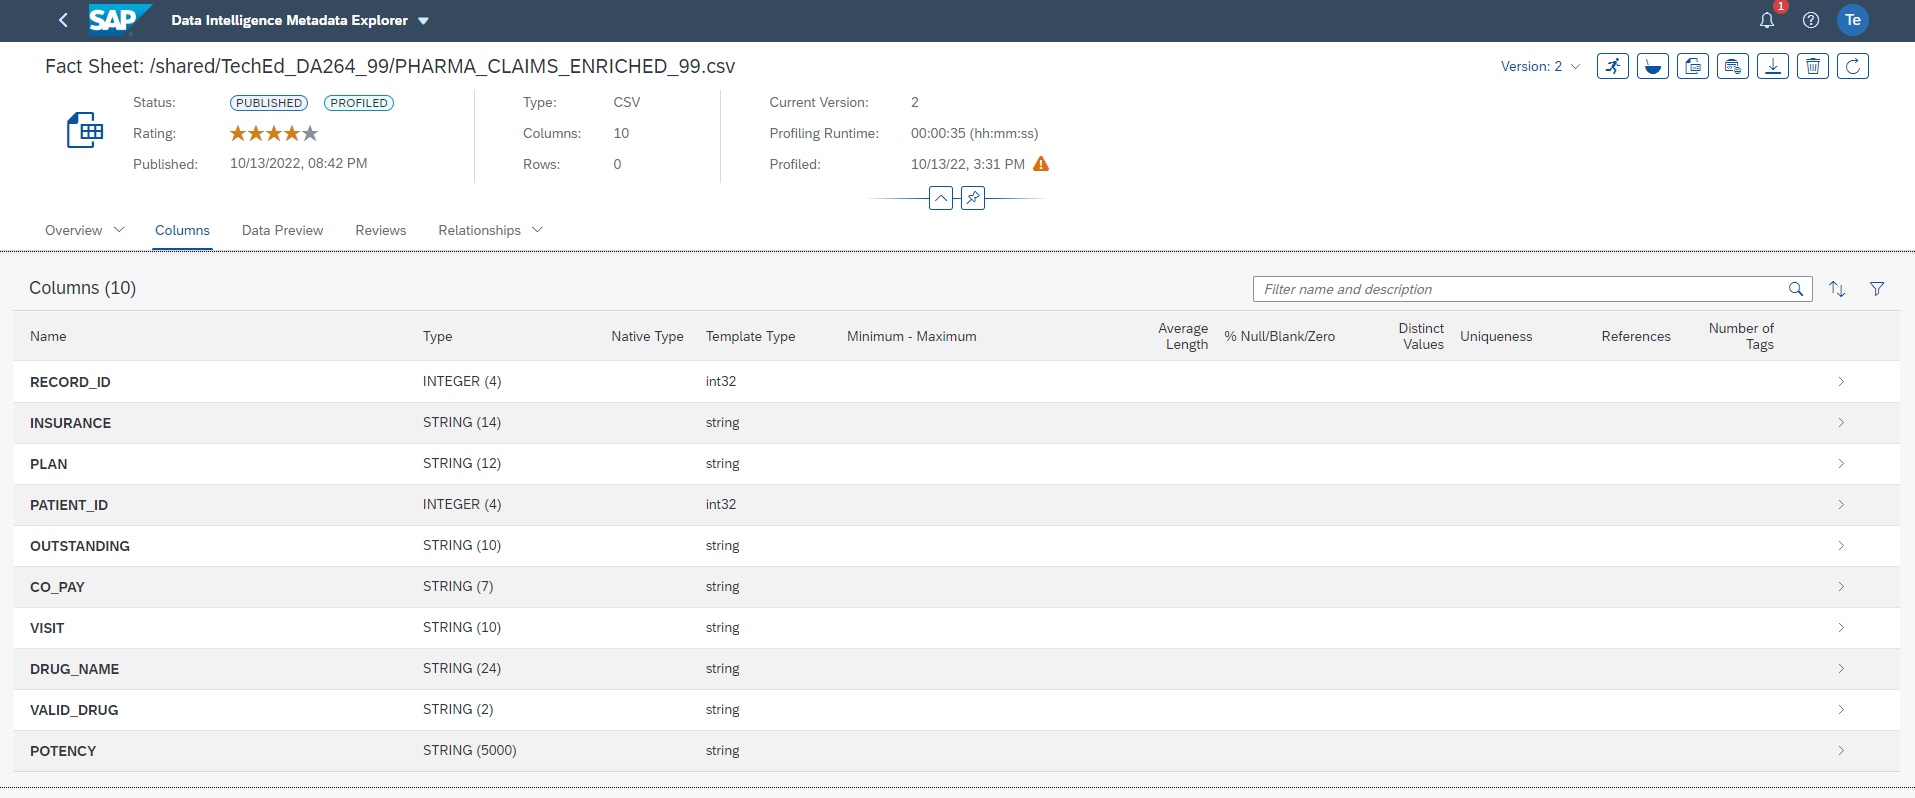 SAP Data Intelligence Metadata Explorer 1 Te
Fact Sheet: /shared/TechEd_DA264_99/PHARMA_CLAIMS_ENRICHED_99.csv Version: 2
Status: PUBLISHED PROFILED Type: CSV Current Version: 2
Rating: Columns: 10 Profiling Runtime: 00:00:35 (hh:mm:ss)
Published: 10/13/2022, 08:42 PM Rows: 0 Profiled: 10/13/22, 3:31 PM
Overview Columns Data Preview Reviews Relationships
Columns (10) Filter name and description
Name Type Native Type Template Type Minimum - Maximum Average Length % Null/Blank/Zero Distinct Values Uniqueness References Number of Tags
RECORD_ID INTEGER (4) int32
INSURANCE STRING (14) string
PLAN STRING (12) string
PATIENT_ID INTEGER (4) int32
OUTSTANDING STRING (10) string
CO_PAY STRING (7) string
VISIT STRING (10) string
DRUG_NAME STRING (24) string
VALID_DRUG STRING (2) string
POTENCY STRING (5000) string